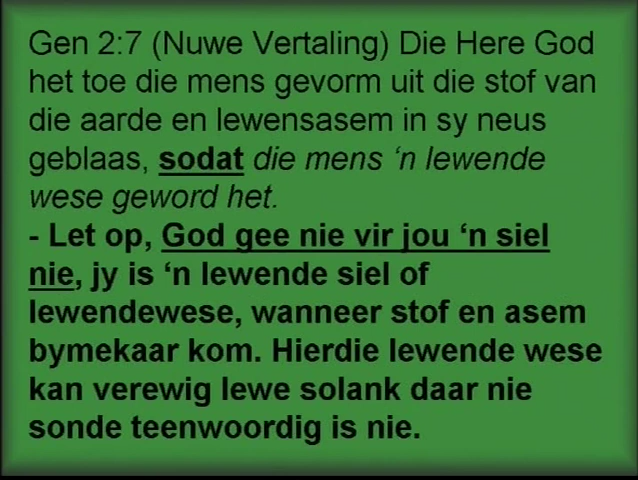 Gen 2:7 (Nuwe Vertaling) Die Here God
het toe die mens gevorm uit die stof van
die aarde en lewensasem in sy neus
geblaas, sodat die mens ‘n lewende
wese geword het.
- Let op, God gee nie vir jou ‘n siel
nie, jy is ‘n lewende siel of
lewendewese, wanneer stof en asem
bymekaar kom. Hierdie lewende wese
kan verewig lewe solank daar nie
sonde teenwoordig is nie.